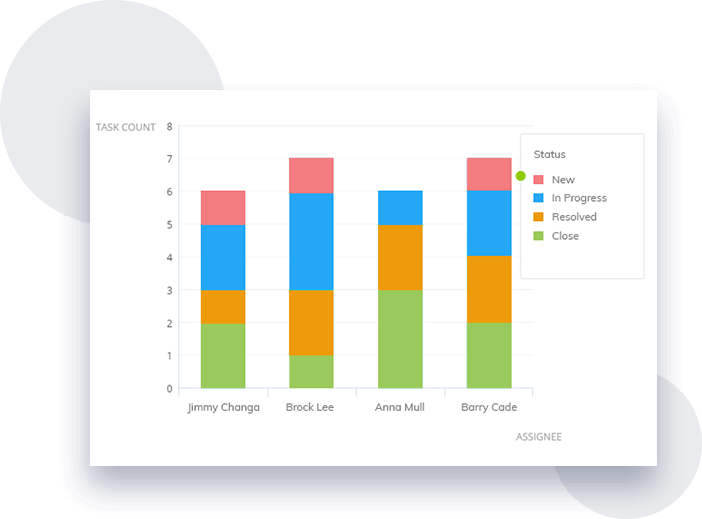 TASK COUNT
8
7
6
5
4
3
2
1
0
Status
New
In Progress
Resolved
Close
Jimmy Changa Brock Lee Anna Mull Barry Cade
ASSIGNEE